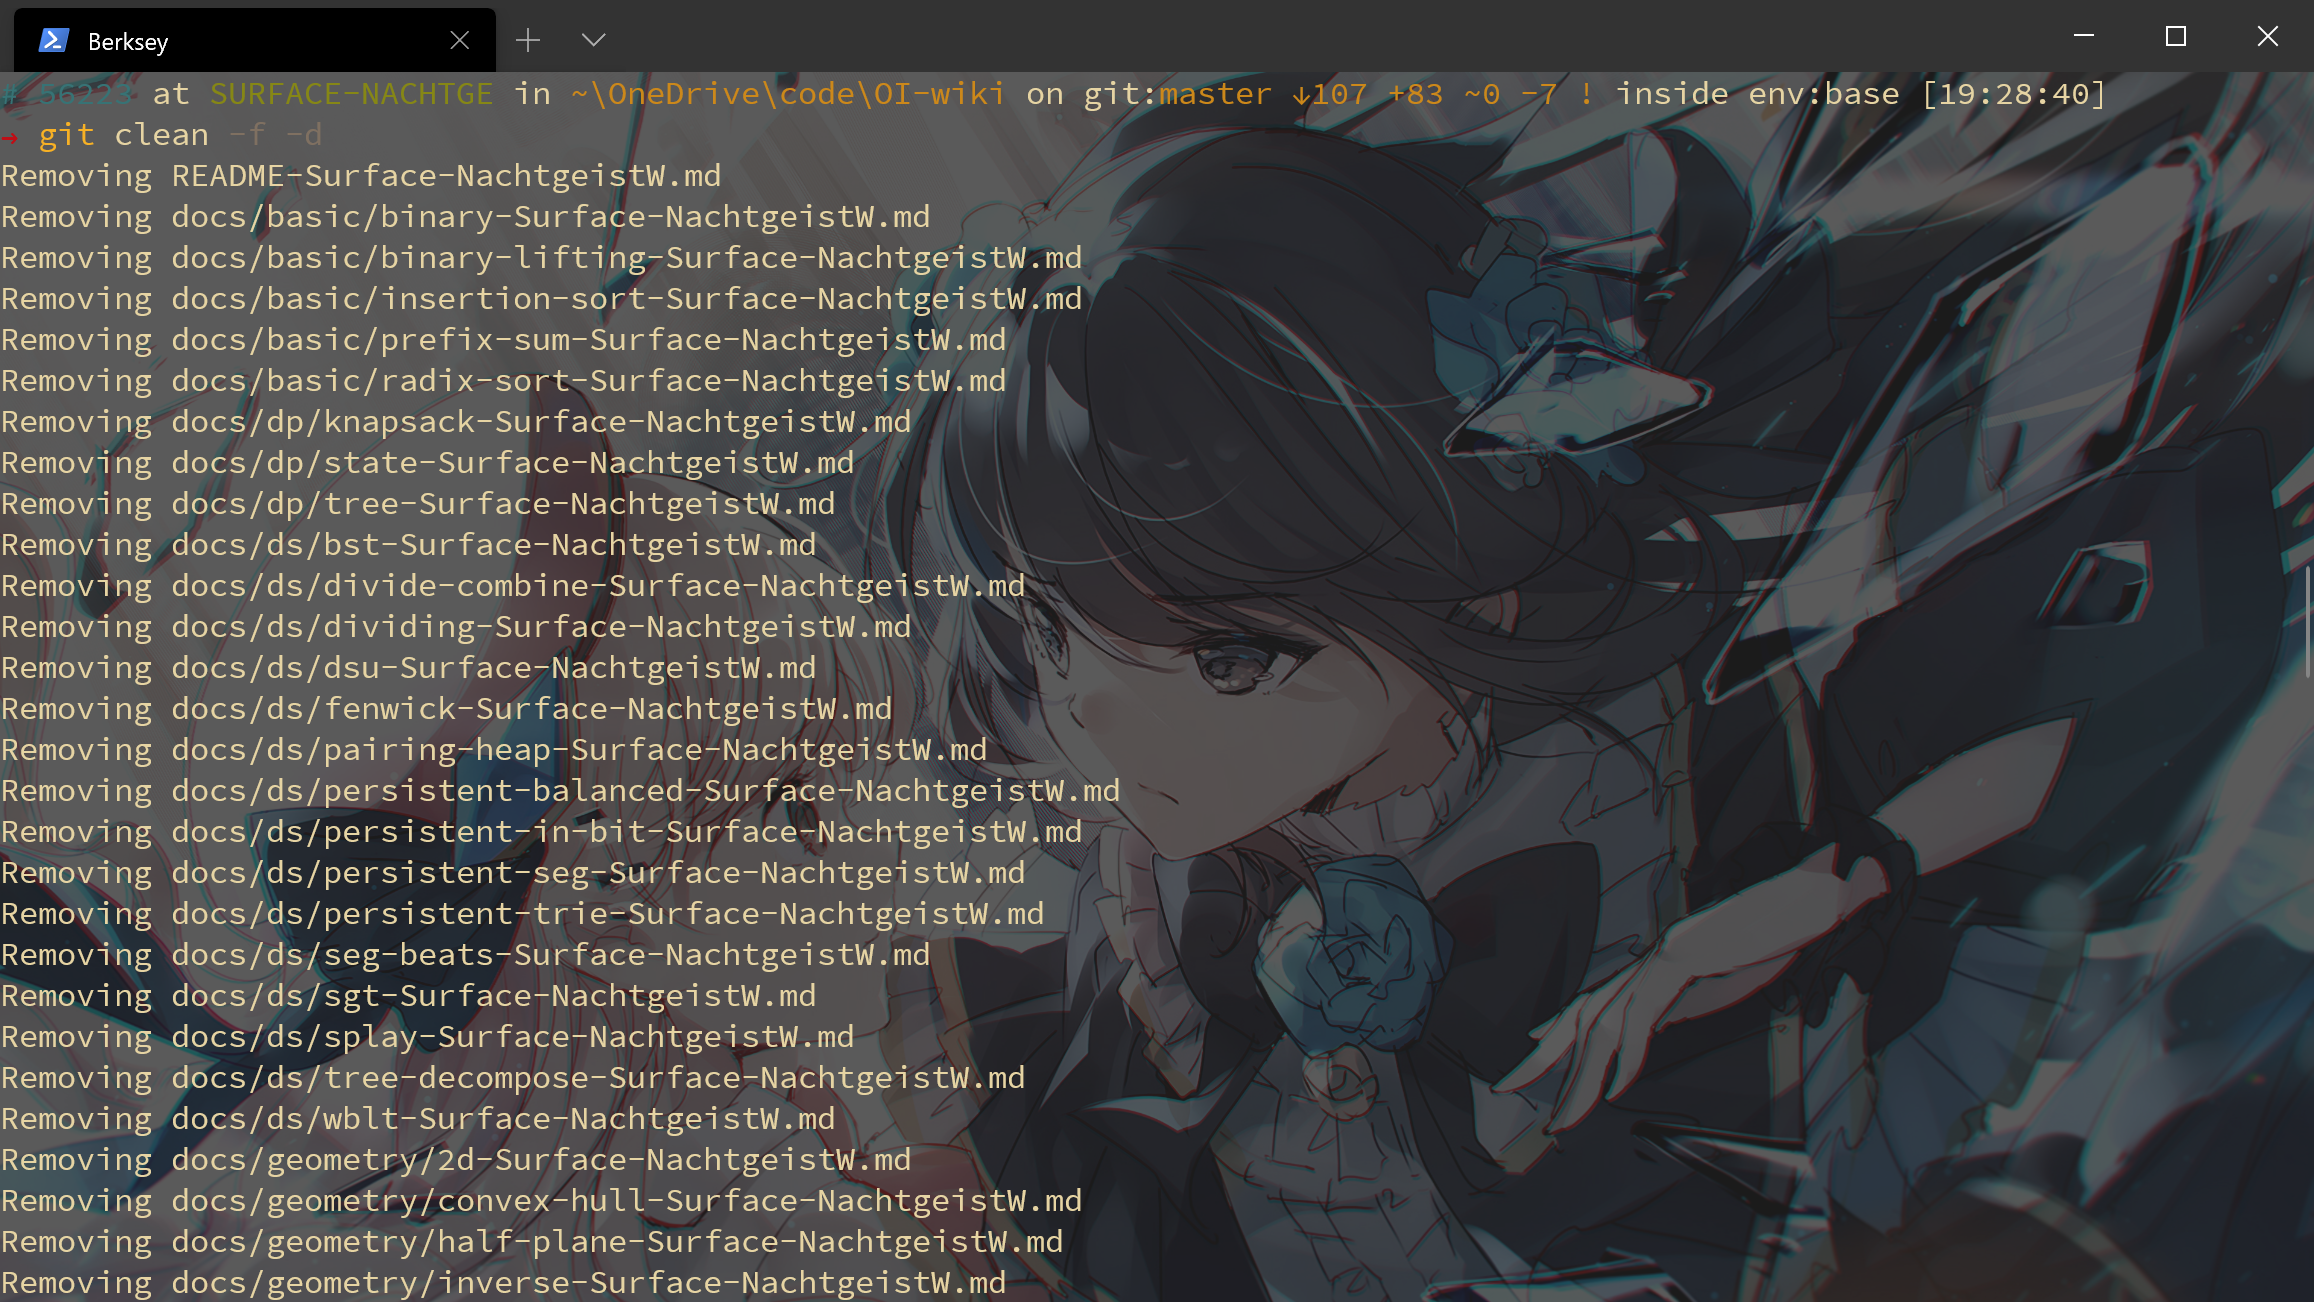 Berksey
# 56223 at SURFACE-NACHTGE in ~\OneDrive\code\OI-wiki on git:master ↓107 +83 ~0 -7 ! inside env:base [19:28:40]
→ git clean -f -d
Removing README-Surface-NachtgeistW.md
Removing docs/basic/binary-Surface-NachtgeistW.md
Removing docs/basic/binary-lifting-Surface-NachtgeistW.md
Removing docs/basic/insertion-sort-Surface-NachtgeistW.md
Removing docs/basic/prefix-sum-Surface-NachtgeistW.md
Removing docs/basic/radix-sort-Surface-NachtgeistW.md
Removing docs/dp/knapsack-Surface-NachtgeistW.md
Removing docs/dp/state-Surface-NachtgeistW.md
Removing docs/dp/tree-Surface-NachtgeistW.md
Removing docs/ds/bst-Surface-NachtgeistW.md
Removing docs/ds/divide-combine-Surface-NachtgeistW.md
Removing docs/ds/dividing-Surface-NachtgeistW.md
Removing docs/ds/dsu-Surface-NachtgeistW.md
Removing docs/ds/fenwick-Surface-NachtgeistW.md
Removing docs/ds/pairing-heap-Surface-NachtgeistW.md
Removing docs/ds/persistent-balanced-Surface-NachtgeistW.md
Removing docs/ds/persistent-in-bit-Surface-NachtgeistW.md
Removing docs/ds/persistent-seg-Surface-NachtgeistW.md
Removing docs/ds/persistent-trie-Surface-NachtgeistW.md
Removing docs/ds/seg-beats-Surface-NachtgeistW.md
Removing docs/ds/sgt-Surface-NachtgeistW.md
Removing docs/ds/splay-Surface-NachtgeistW.md
Removing docs/ds/tree-decompose-Surface-NachtgeistW.md
Removing docs/ds/wblt-Surface-NachtgeistW.md
Removing docs/geometry/2d-Surface-NachtgeistW.md
Removing docs/geometry/convex-hull-Surface-NachtgeistW.md
Removing docs/geometry/half-plane-Surface-NachtgeistW.md
Removing docs/geometry/inverse-Surface-NachtgeistW.md